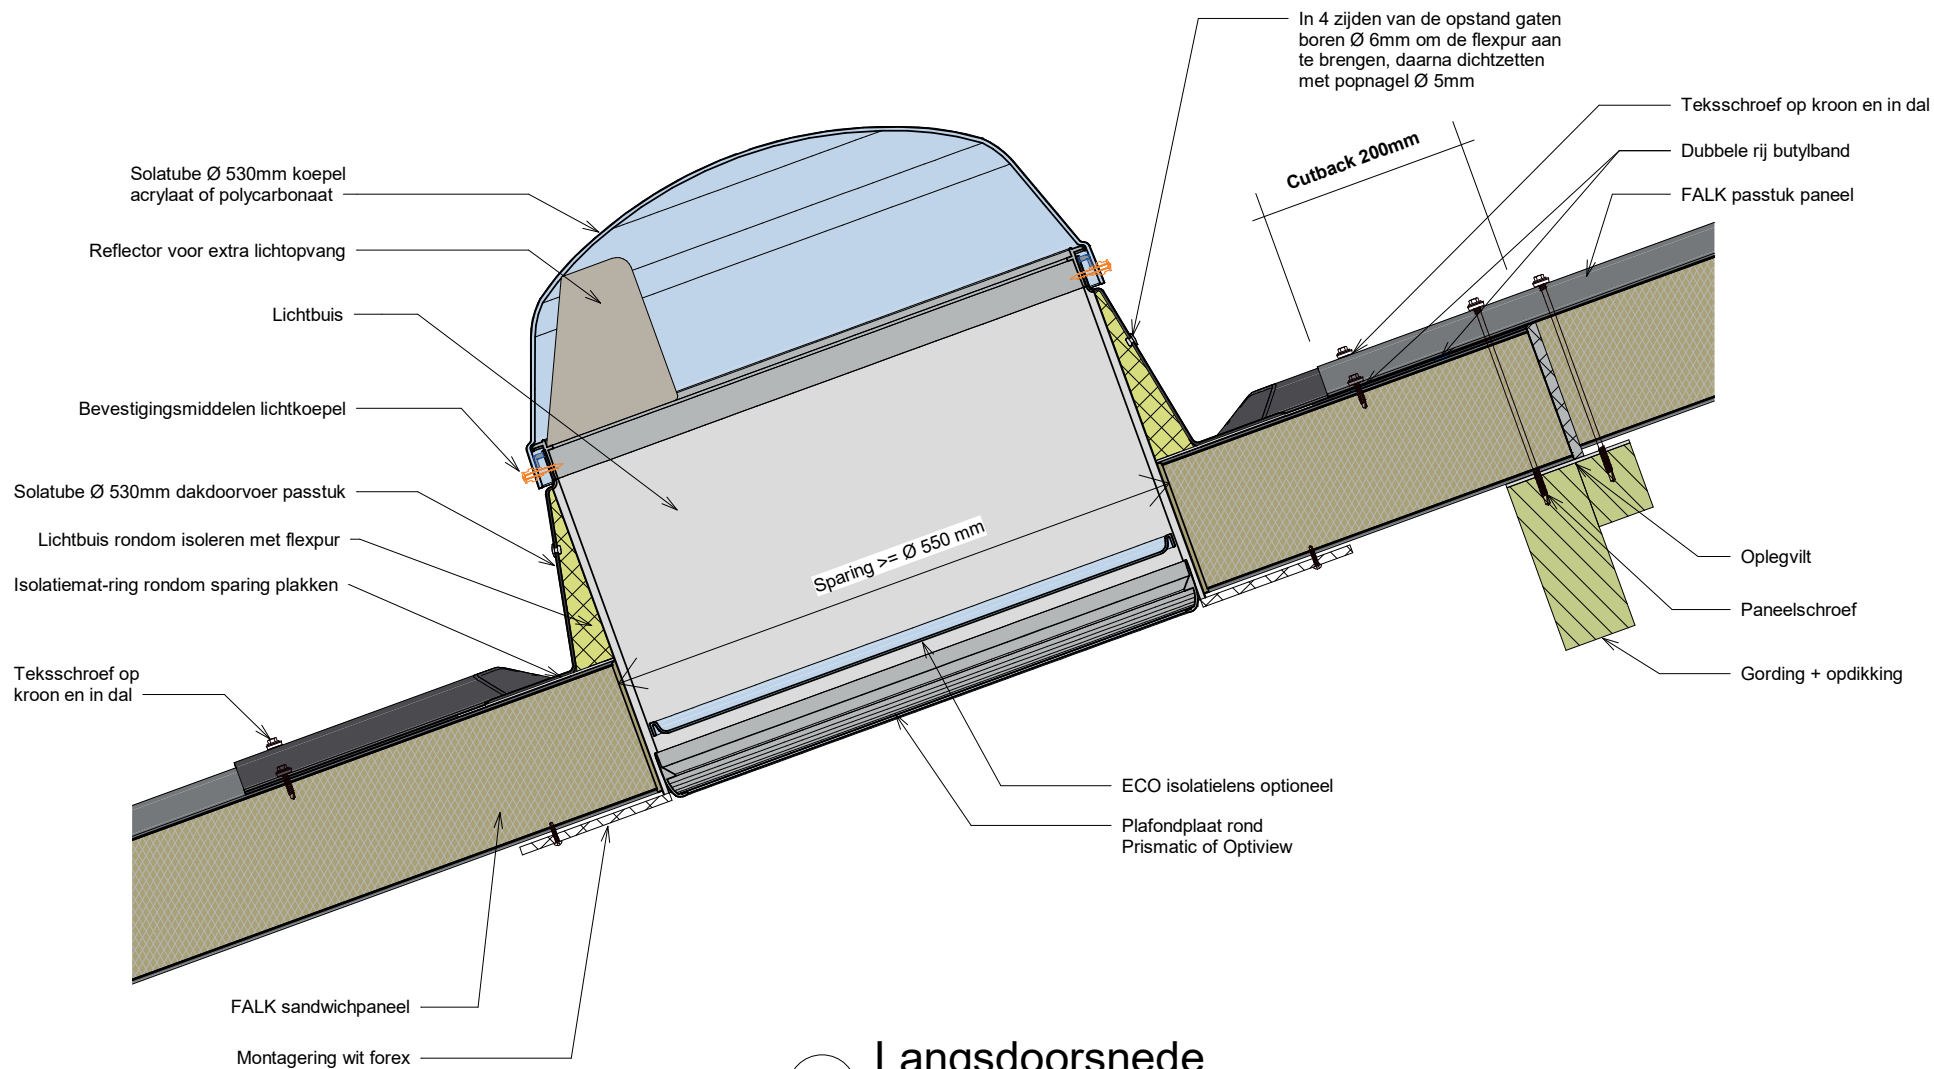 In 4 zijden van de opstand gaten
boren Ø 6mm om de flexpur aan
te brengen, daarna dichtzetten
met popnagel Ø 5mm
Teksschroef op kroon en in dal
Dubbele rij butylband
FALK passtuk paneel
Cutback 200mm
Solatube Ø 530mm koepel
acrylaat of polycarbonaat
Reflector voor extra lichtopvang
Lichtbuis
Bevestigingsmiddelen lichtkoepel
Solatube Ø 530mm dakdoorvoer passtuk
Lichtbuis rondom isoleren met flexpur
Isolatiemat-ring rondom sparing plakken
Teksschroef op
kroon en in dal
Sparing >= Ø 550 mm
Oplegvilt
Paneelschroef
Gording + opdikking
ECO isolatielens optioneel
Plafondplaat rond
Prismatic of Optiview
FALK sandwichpaneel
Montagering wit forex
Langsdoorsnede